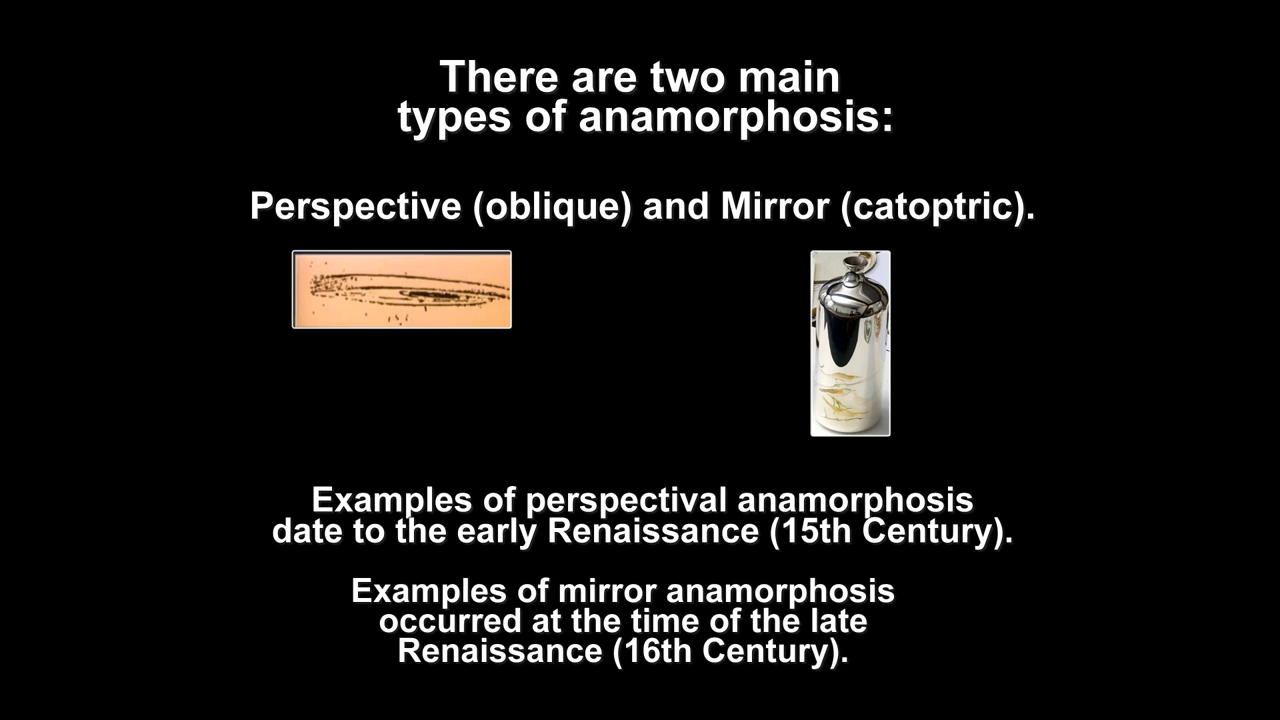 There are two main
types of anamorphosis:
Perspective (oblique) and Mirror (catoptric).
Examples of perspectival anamorphosis
date to the early Renaissance (15th Century).
Examples of mirror anamorphosis
occurred at the time of the late
Renaissance (16th Century).